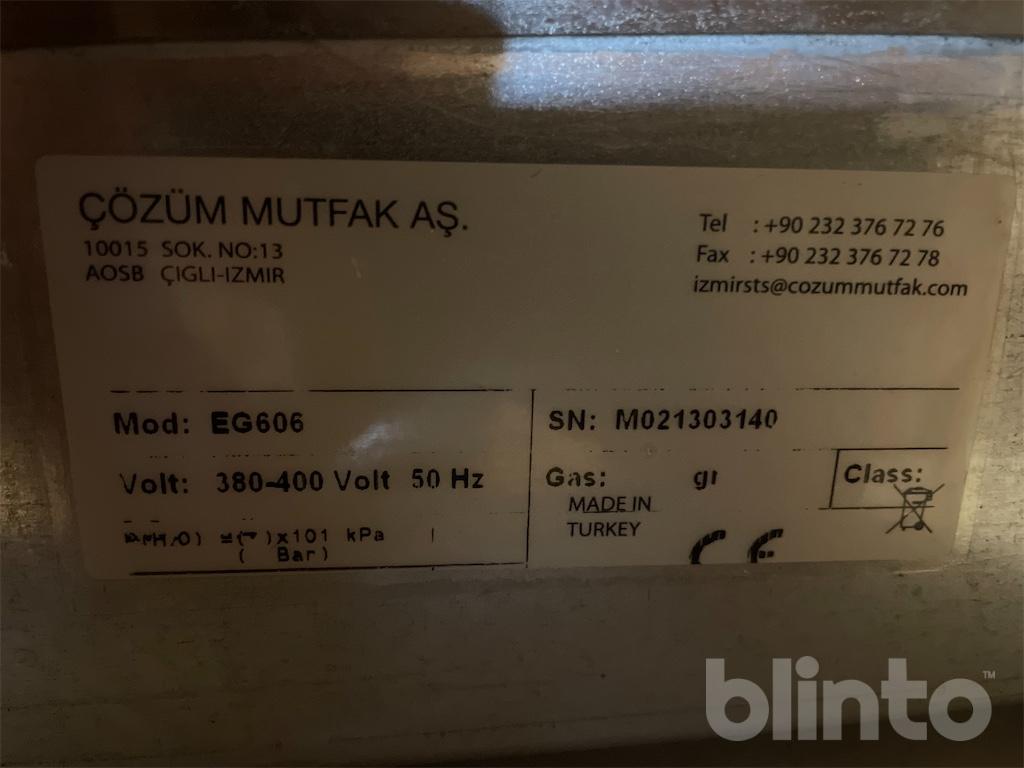 ÇÖZÜM MUTFAK AŞ.
10015 SOK. NO:13
AOSB ÇIGLI-IZMIR
Tel : +90 232 376 72 76
Fax : +90 232 376 72 78
izmirsts@cozummutfak.com
Mod: EG606
SN: M021303140
Volt: 380-400 Volt 50 Hz
Gas: gr
Class:
MADE IN
TURKEY
)x101 kPa
( Bar)
CE
blinto™